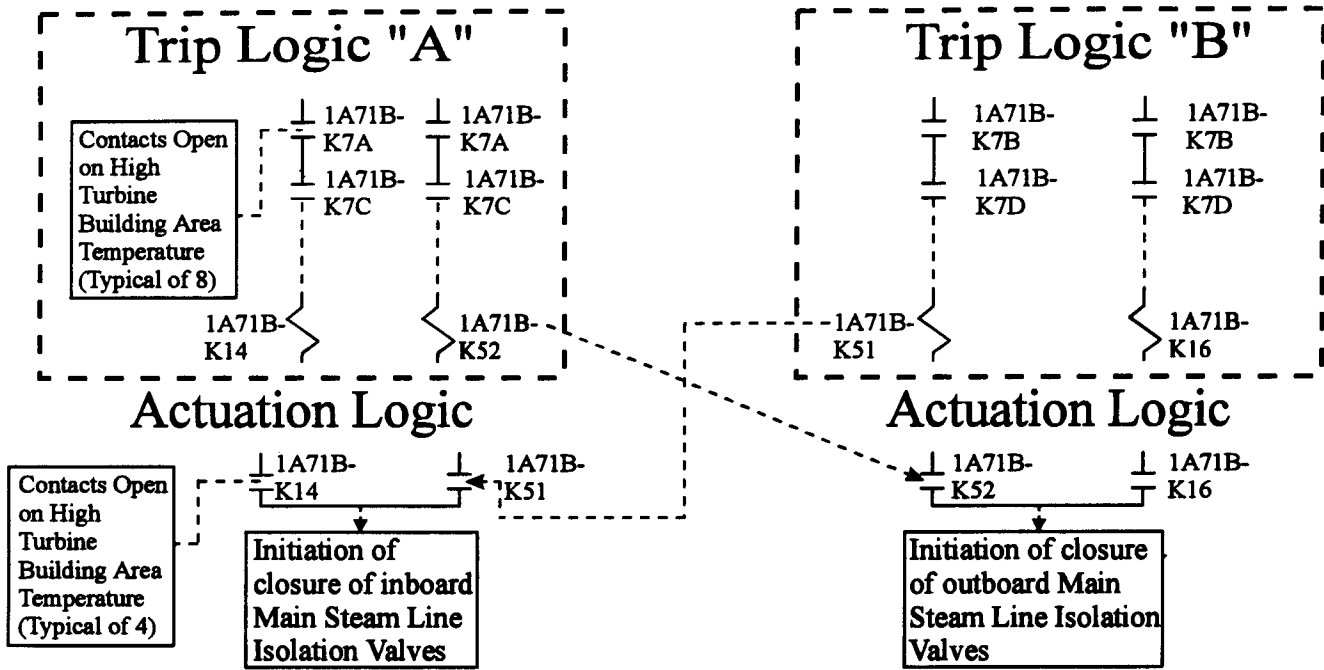 Trip Logic "A"
Contacts Open
on High
Turbine
Building Area
Temperature
(Typical of 8)
1A71B-
K7A
1A71B-
K7A
1A71B-
K7C
1A71B-
K7C
1A71B-
K14
1A71B-
K52
Trip Logic "B"
1A71B-
K7B
1A71B-
K7B
1A71B-
K7D
1A71B-
K7D
1A71B-
K51
1A71B-
K16
Actuation Logic
Contacts Open
on High
Turbine
Building Area
Temperature
(Typical of 4)
1A71B-
K14
1A71B-
K51
Initiation of
closure of inboard
Main Steam Line
Isolation Valves
Actuation Logic
1A71B-
K52
1A71B-
K16
Initiation of closure
of outboard Main
Steam Line Isolation
Valves